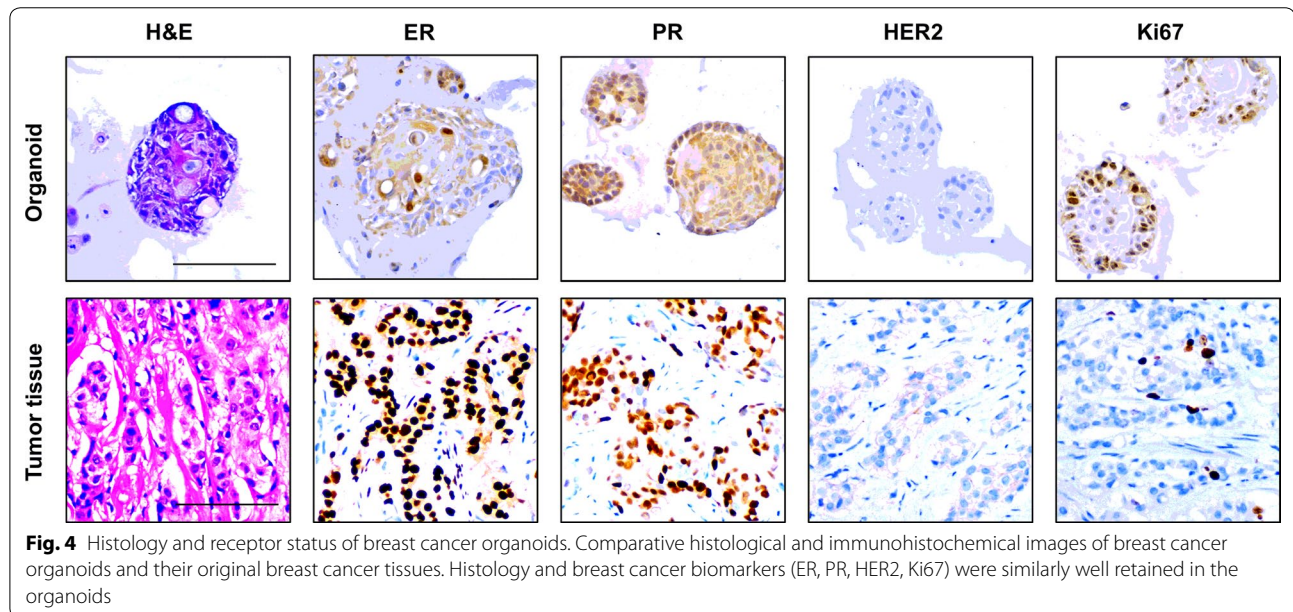 H&E ER PR HER2 Ki67
Organoid
Tumor tissue
Fig. 4 Histology and receptor status of breast cancer organoids. Comparative histological and immunohistochemical images of breast cancer
organoids and their original breast cancer tissues. Histology and breast cancer biomarkers (ER, PR, HER2, Ki67) were similarly well retained in the
organoids